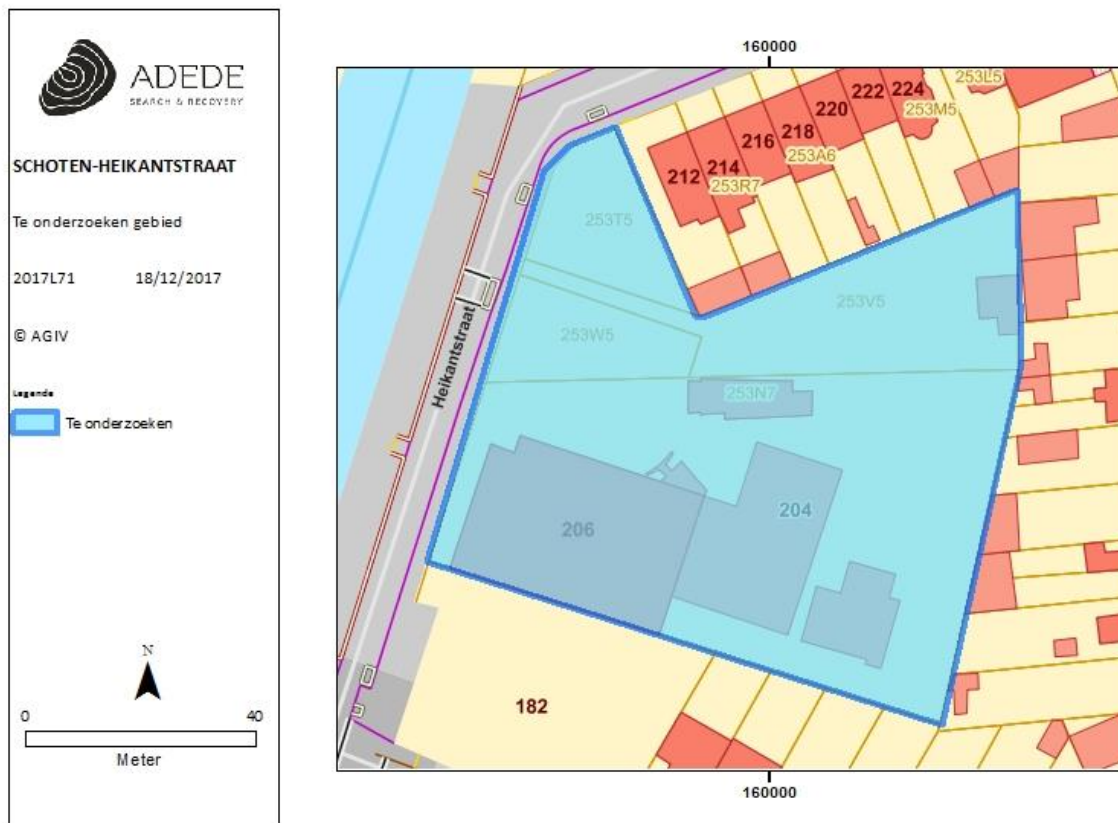 ADEDE
SEARCH & RECOVERY
SCHOTEN-HEIKANTSTRAAT
Te onderzoeken gebied
2017L71 18/12/2017
© AGIV
Legende
Te onderzoeken
N
0 40
Meter
160000
253L5
224
222
253M5
220
218
216
253A6
214
212
253R7
253T5
253V5
253W5
Heikantstraat
253N7
204
206
182
160000